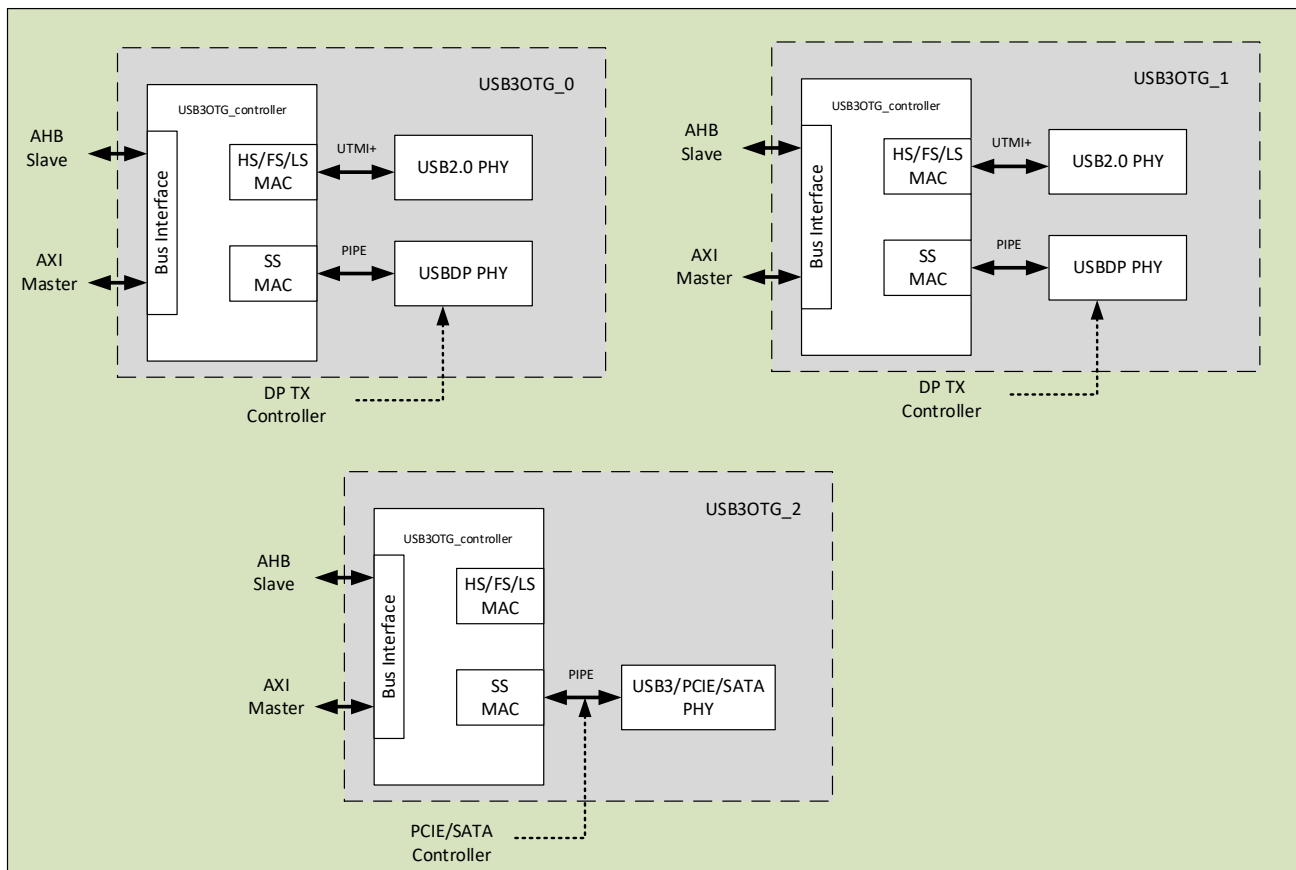 USB3OTG_0
USB3OTG_controller
AHB
Slave
HS/FS/LS
MAC
UTMI+
USB2.0 PHY
Bus Interface
AXI
Master
SS
MAC
PIPE
USBDP PHY
DP TX
Controller
USB3OTG_1
USB3OTG_controller
AHB
Slave
HS/FS/LS
MAC
UTMI+
USB2.0 PHY
Bus Interface
AXI
Master
SS
MAC
PIPE
USBDP PHY
DP TX
Controller
USB3OTG_2
USB3OTG_controller
AHB
Slave
HS/FS/LS
MAC
Bus Interface
AXI
Master
SS
MAC
PIPE
USB3/PCIE/SATA
PHY
PCIE/SATA
Controller